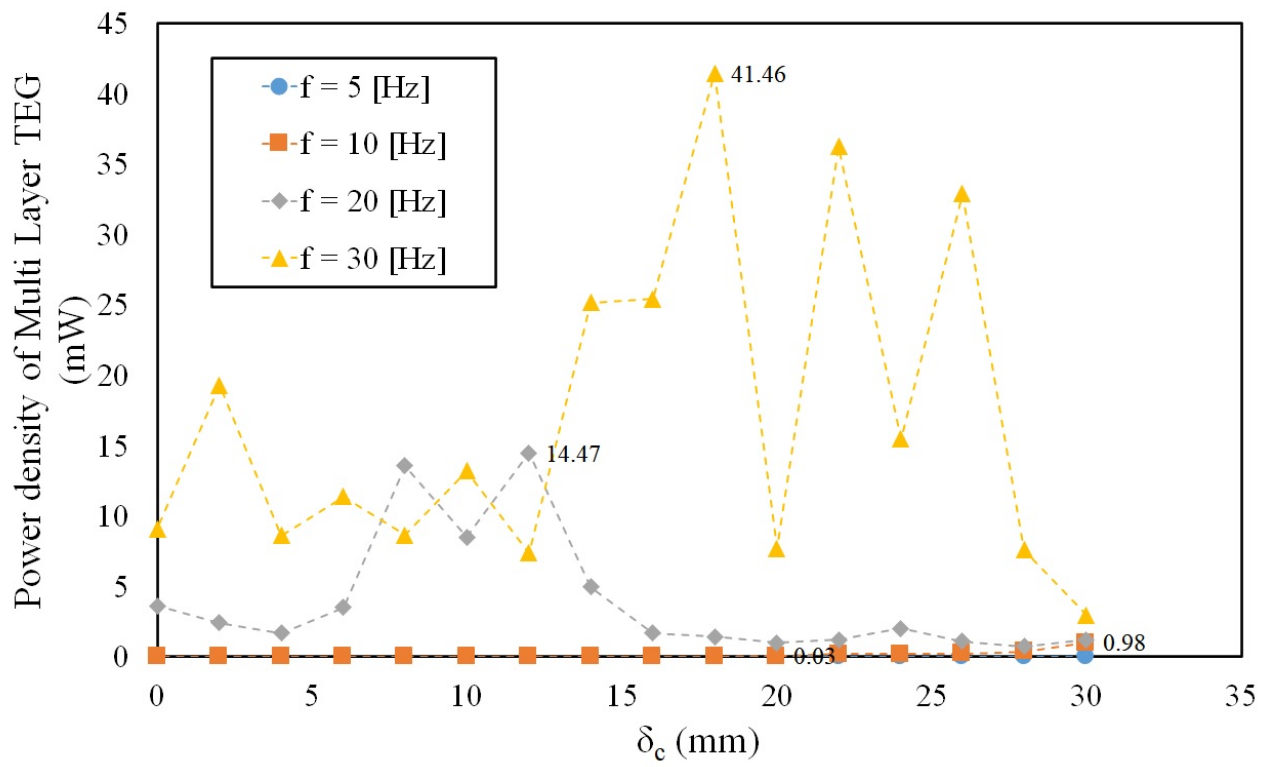 Power density of Multi Layer TEG
(mW)
45
40
35
30
25
20
15
10
5
0
f = 5 [Hz]
f = 10 [Hz]
f = 20 [Hz]
f = 30 [Hz]
41.46
14.47
0.03
0.98
0 5 10 15 20 25 30 35
δc (mm)